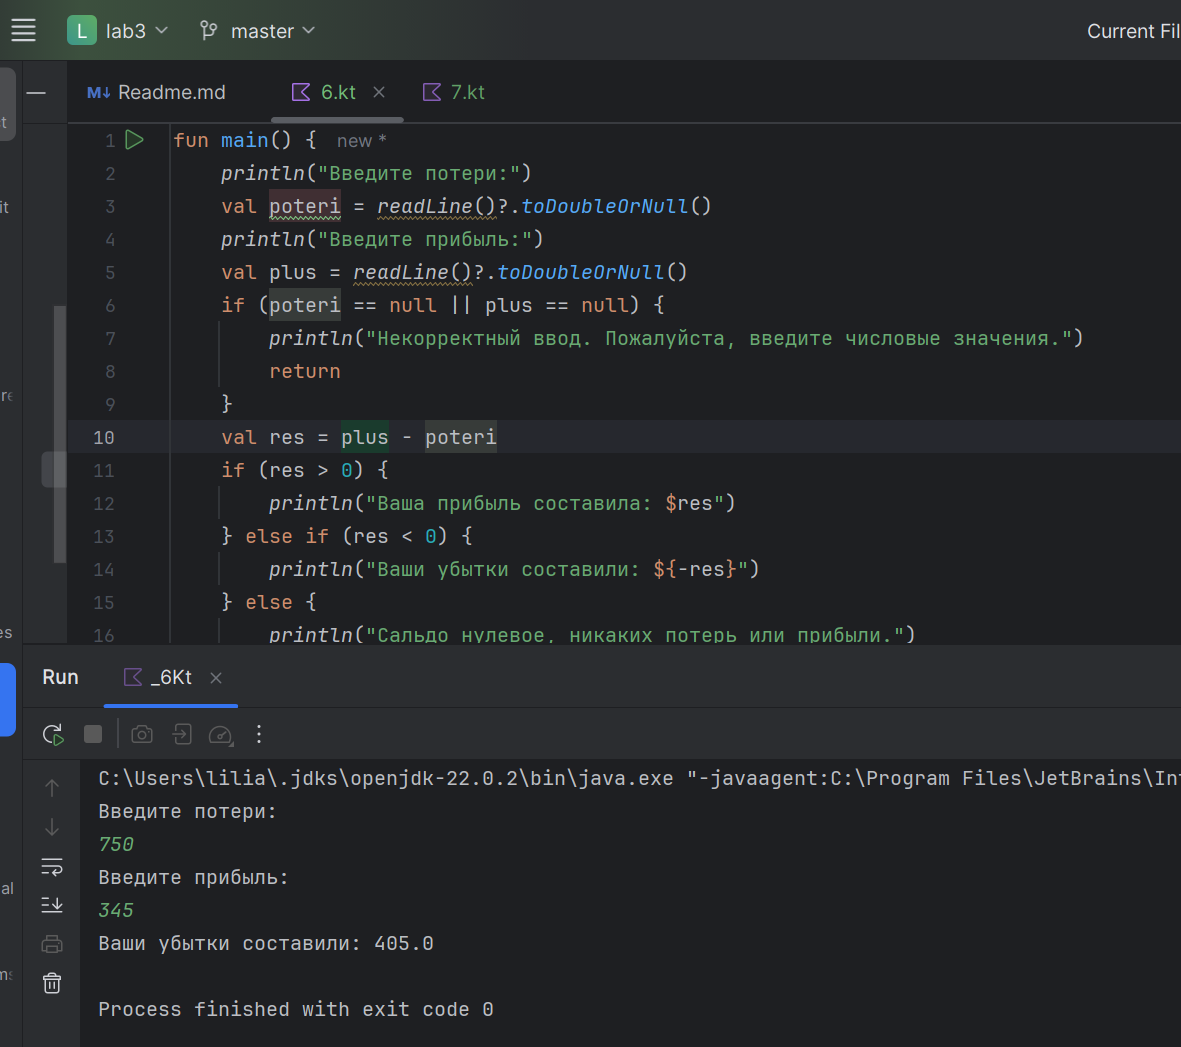 L lab3 master Current Fil
M↓ Readme.md 6.kt 7.kt
1 fun main() { new *
2 println("Введите потери:")
3 val poteri = readLine()?.toDoubleOrNull()
4 println("Введите прибыль:")
5 val plus = readLine()?.toDoubleOrNull()
6 if (poteri == null || plus == null) {
7 println("Некорректный ввод. Пожалуйста, введите числовые значения.")
8 return
9 }
10 val res = plus - poteri
11 if (res > 0) {
12 println("Ваша прибыль составила: $res")
13 } else if (res < 0) {
14 println("Ваши убытки составили: ${-res}")
15 } else {
16 println("Сальдо нулевое, никаких потерь или прибыли.")
Run _6Kt
C:\Users\lilia\.jdks\openjdk-22.0.2\bin\java.exe "-javaagent:C:\Program Files\JetBrains\Int
Введите потери:
750
Введите прибыль:
345
Ваши убытки составили: 405.0
Process finished with exit code 0